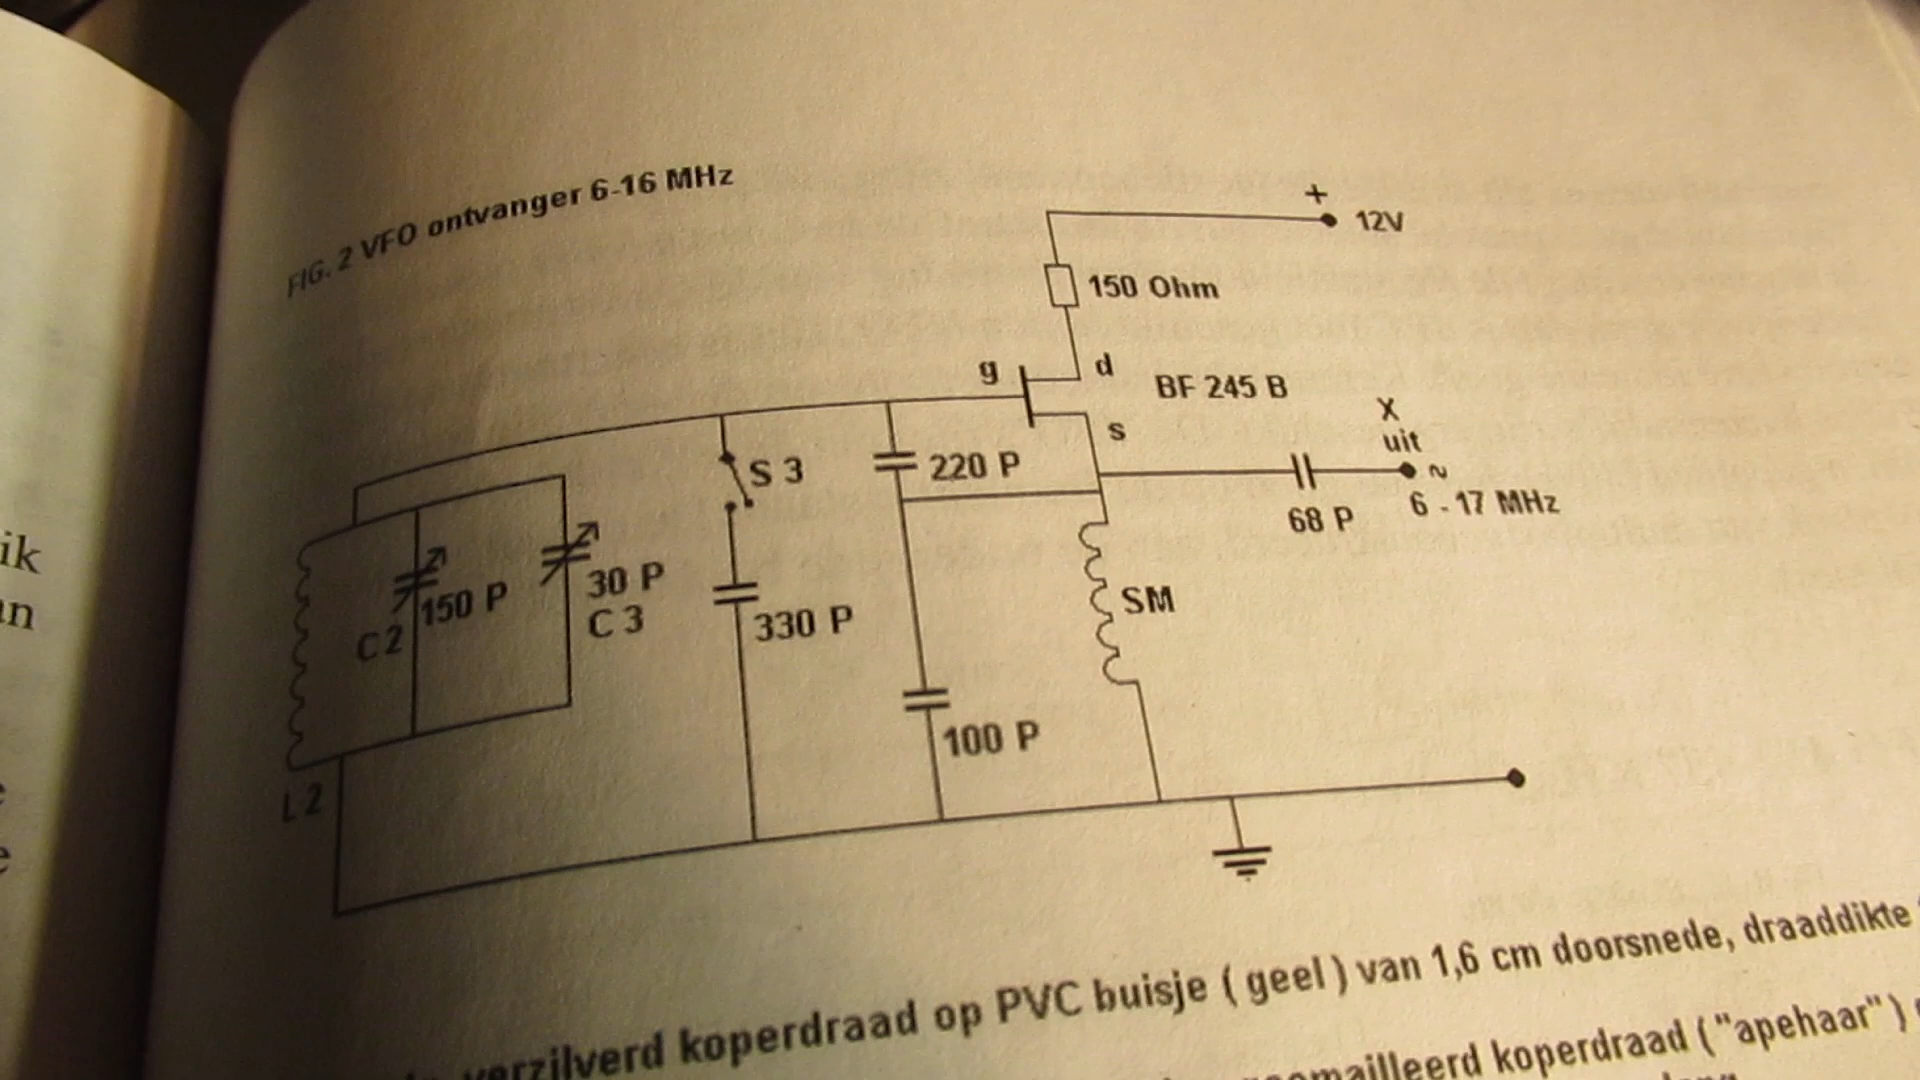 FIG. 2 VFO ontvanger 6-16 MHz
+
12V
150 Ohm
g
d
BF 245 B
s
X
uit
~
6 - 17 MHz
68 P
S 3
220 P
30 P
C 3
150 P
C 2
330 P
SM
100 P
L 2
ik
verzilverd koperdraad op PVC buisje ( geel ) van 1,6 cm doorsnede, draaddikte
koperdraad ( "apehaar" )